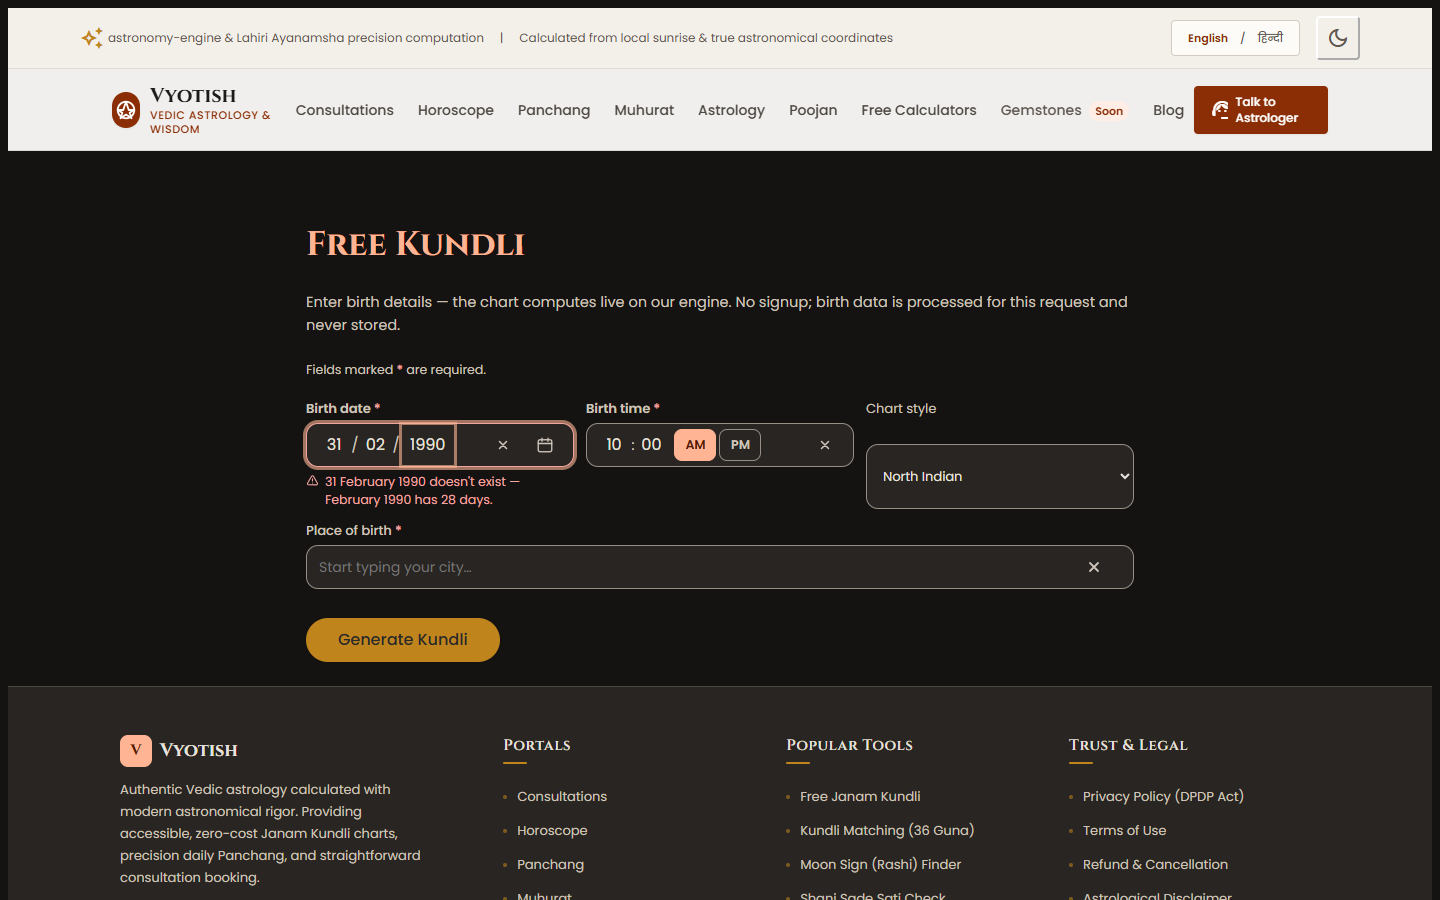 astronomy-engine & Lahiri Ayanamsha precision computation | Calculated from local sunrise & true astronomical coordinates
English / हिन्दी
Vyotish
VEDIC ASTROLOGY &
WISDOM
Consultations Horoscope Panchang Muhurat Astrology Poojan Free Calculators Gemstones Soon Blog
Talk to
Astrologer
Free Kundli
Enter birth details — the chart computes live on our engine. No signup; birth data is processed for this request and
never stored.
Fields marked * are required.
Birth date * Birth time * Chart style
31 / 02 / 1990 10 : 00 AM PM
North Indian
31 February 1990 doesn't exist —
February 1990 has 28 days.
Place of birth *
Start typing your city...
Generate Kundli
V Vyotish
Authentic Vedic astrology calculated with
modern astronomical rigor. Providing
accessible, zero-cost Janam Kundli charts,
precision daily Panchang, and straightforward
consultation booking.
Portals
Consultations
Horoscope
Panchang
Muhurat
Popular Tools
Free Janam Kundli
Kundli Matching (36 Guna)
Moon Sign (Rashi) Finder
Shani Sade Sati Check
Trust & Legal
Privacy Policy (DPDP Act)
Terms of Use
Refund & Cancellation
Astrological Disclaimer